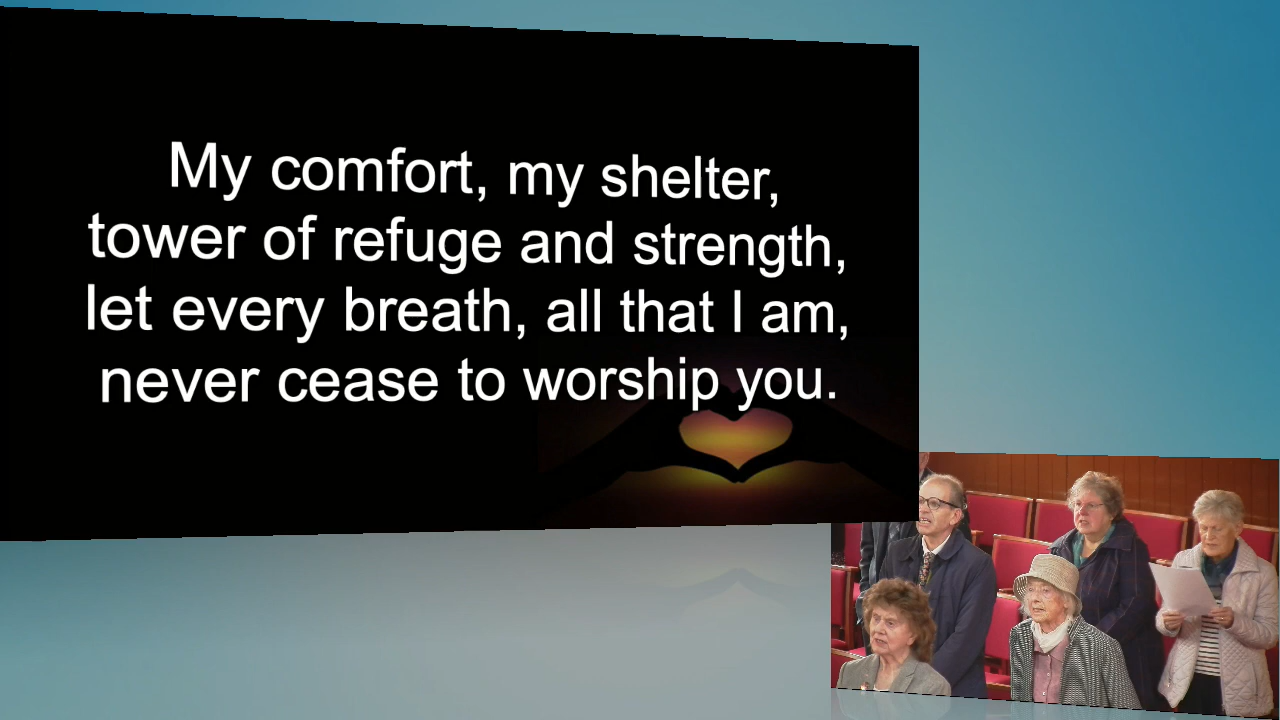 My comfort, my shelter,
tower of refuge and strength,
let every breath, all that I am,
never cease to worship you.